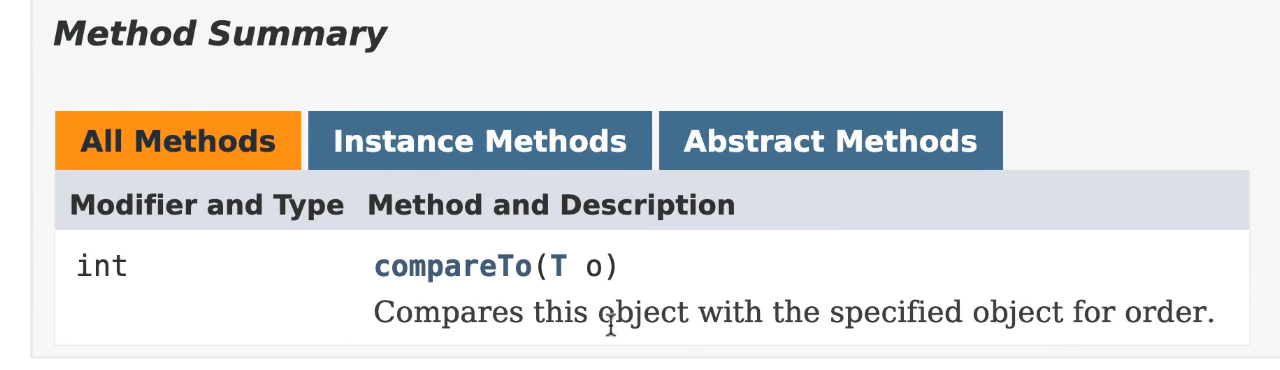 Method Summary
All Methods Instance Methods Abstract Methods
Modifier and Type Method and Description
int compareTo(T o)
Compares this object with the specified object for order.